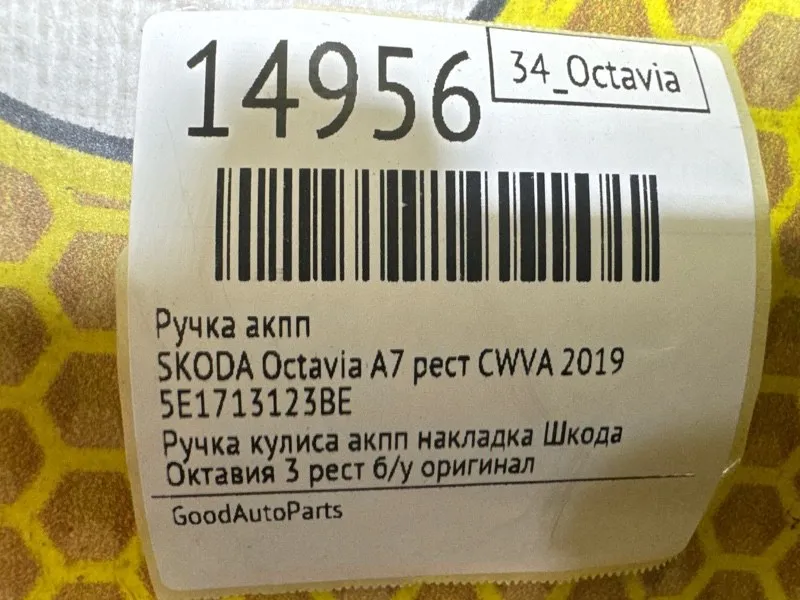 14956
34_Octavia
Ручка акпп
SKODA Octavia A7 рест CWVA 2019
5E1713123BE
Ручка кулиса акпп накладка Шкода
Октавия 3 рест б/у оригинал
GoodAutoParts